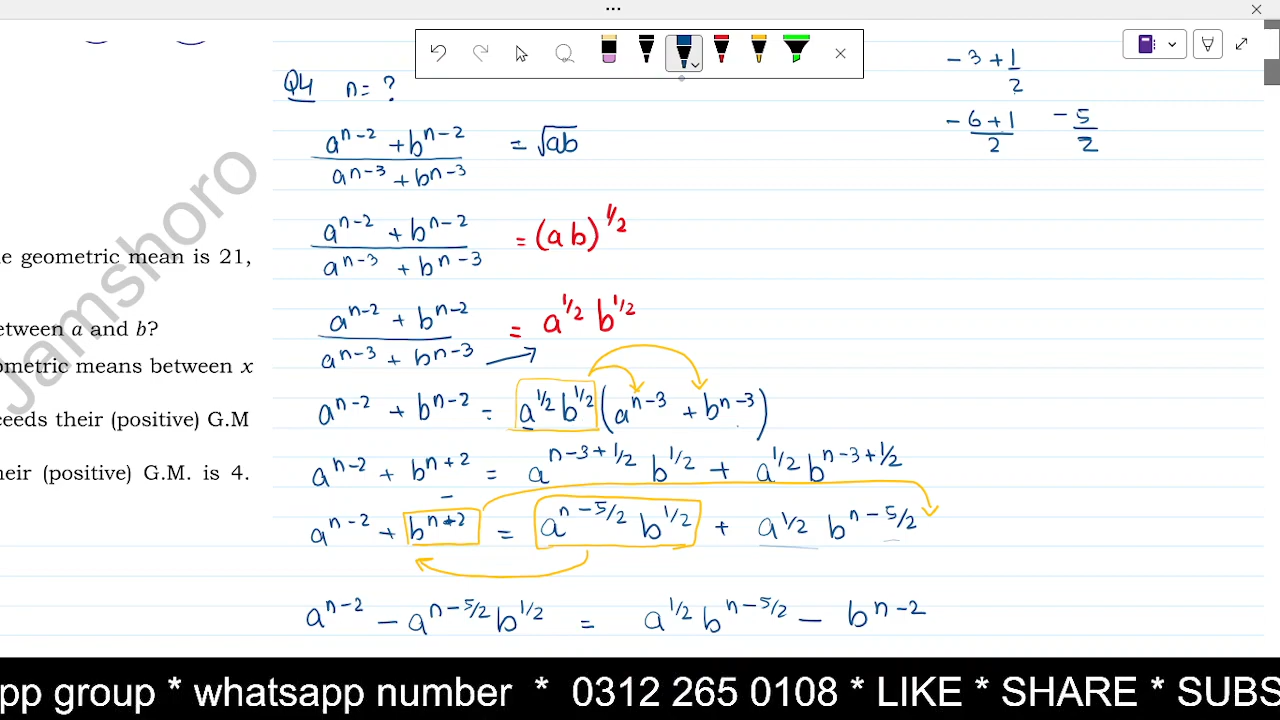 -3 + 1/2
Q4 n = ?
-6+1/2 -5/2
a^{n-2} + b^{n-2} / a^{n-3} + b^{n-3} = √ab
a^{n-2} + b^{n-2} / a^{n-3} + b^{n-3} = (ab)^{1/2}
a^{n-2} + b^{n-2} / a^{n-3} + b^{n-3} = a^{1/2} b^{1/2}
a^{n-2} + b^{n-2} = a^{1/2} b^{1/2} (a^{n-3} + b^{n-3})
a^{n-2} + b^{n+2} = a^{n-3+1/2} b^{1/2} + a^{1/2} b^{n-3+1/2}
a^{n-2} + b^{n+2} = a^{n-5/2} b^{1/2} + a^{1/2} b^{n-5/2}
a^{n-2} - a^{n-5/2} b^{1/2} = a^{1/2} b^{n-5/2} - b^{n-2}
Jamshoro
e geometric mean is 21,
etween a and b?
ometric means between x
ceeds their (positive) G.M
heir (positive) G.M. is 4.
pp group * whatsapp number * 0312 265 0108 * LIKE * SHARE * SUBS